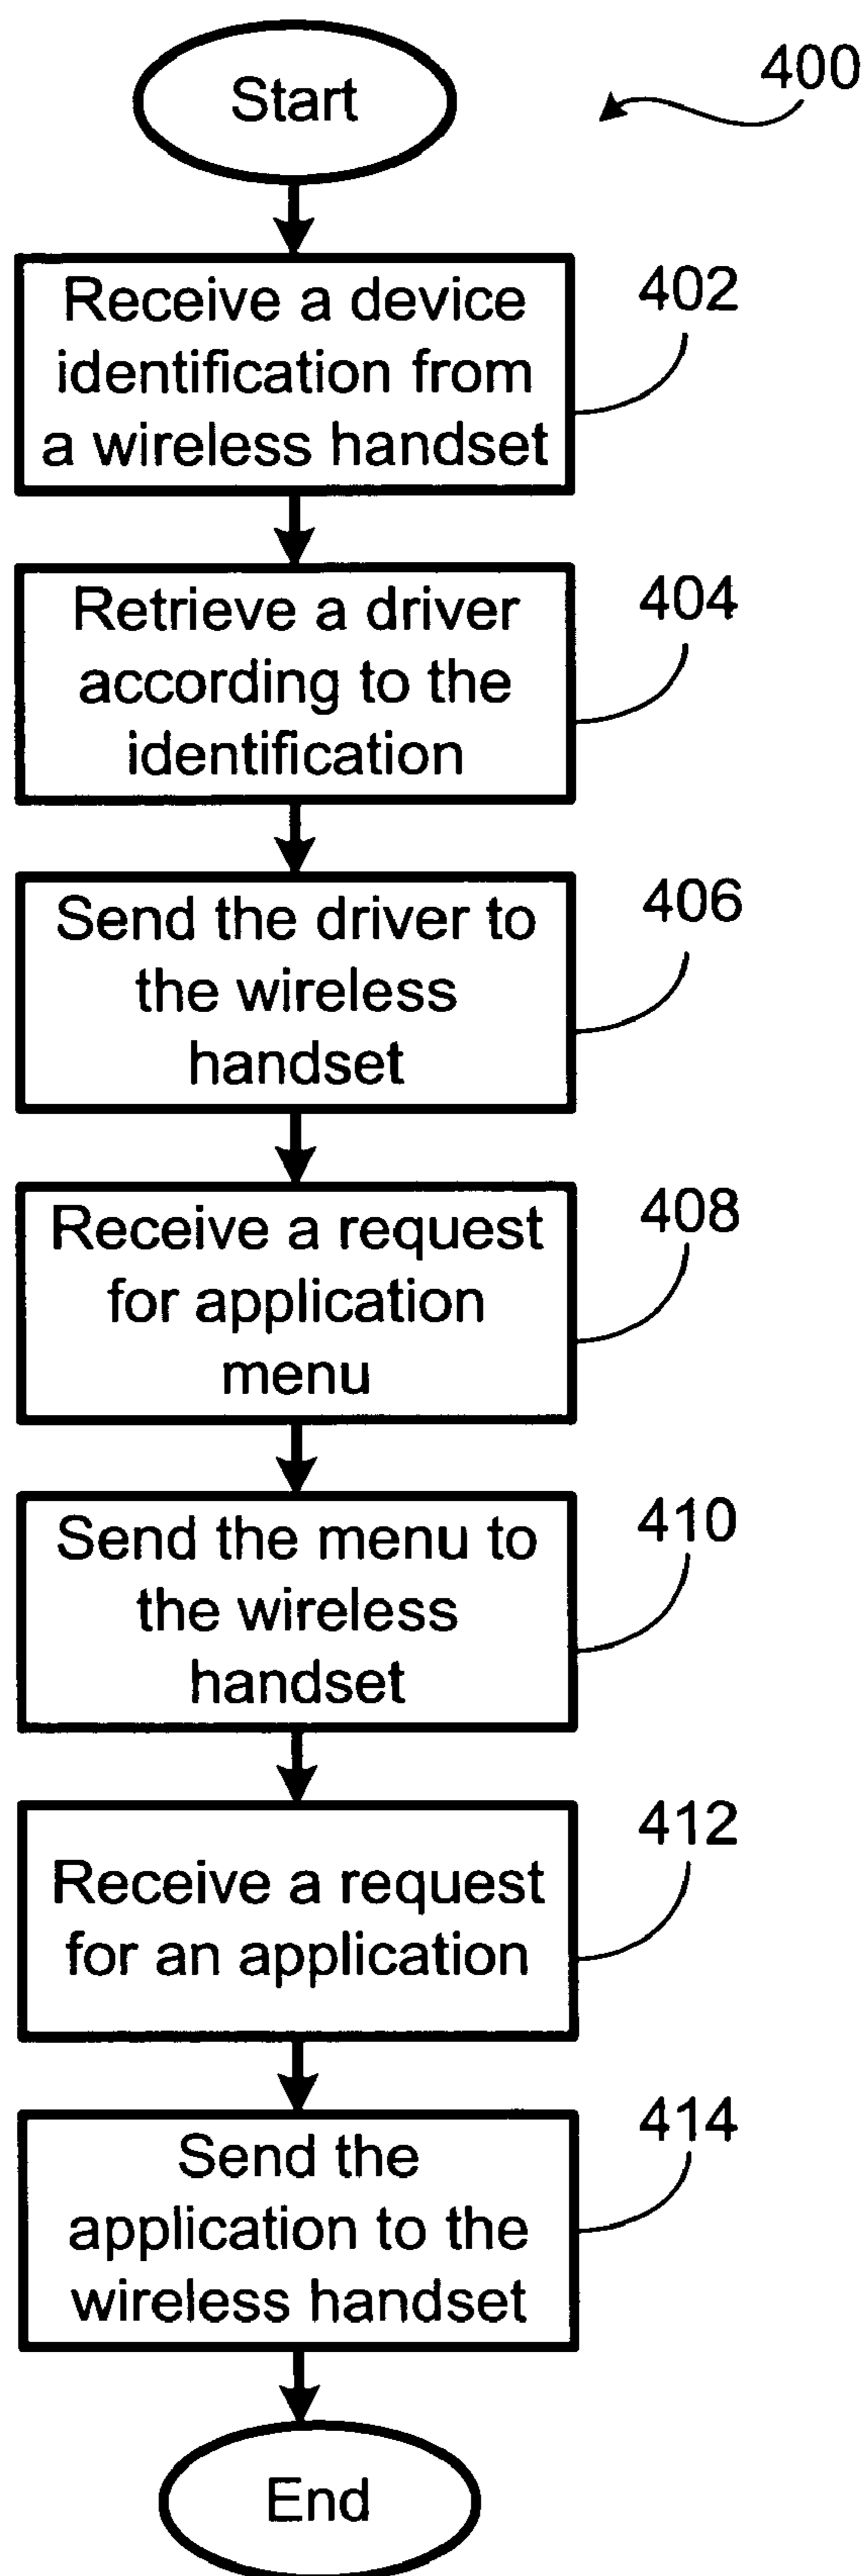 Start
400
Receive a device
identification from
a wireless handset
402
Retrieve a driver
according to the
identification
404
Send the driver to
the wireless
handset
406
Receive a request
for application
menu
408
Send the menu to
the wireless
handset
410
Receive a request
for an application
412
Send the
application to the
wireless handset
414
End